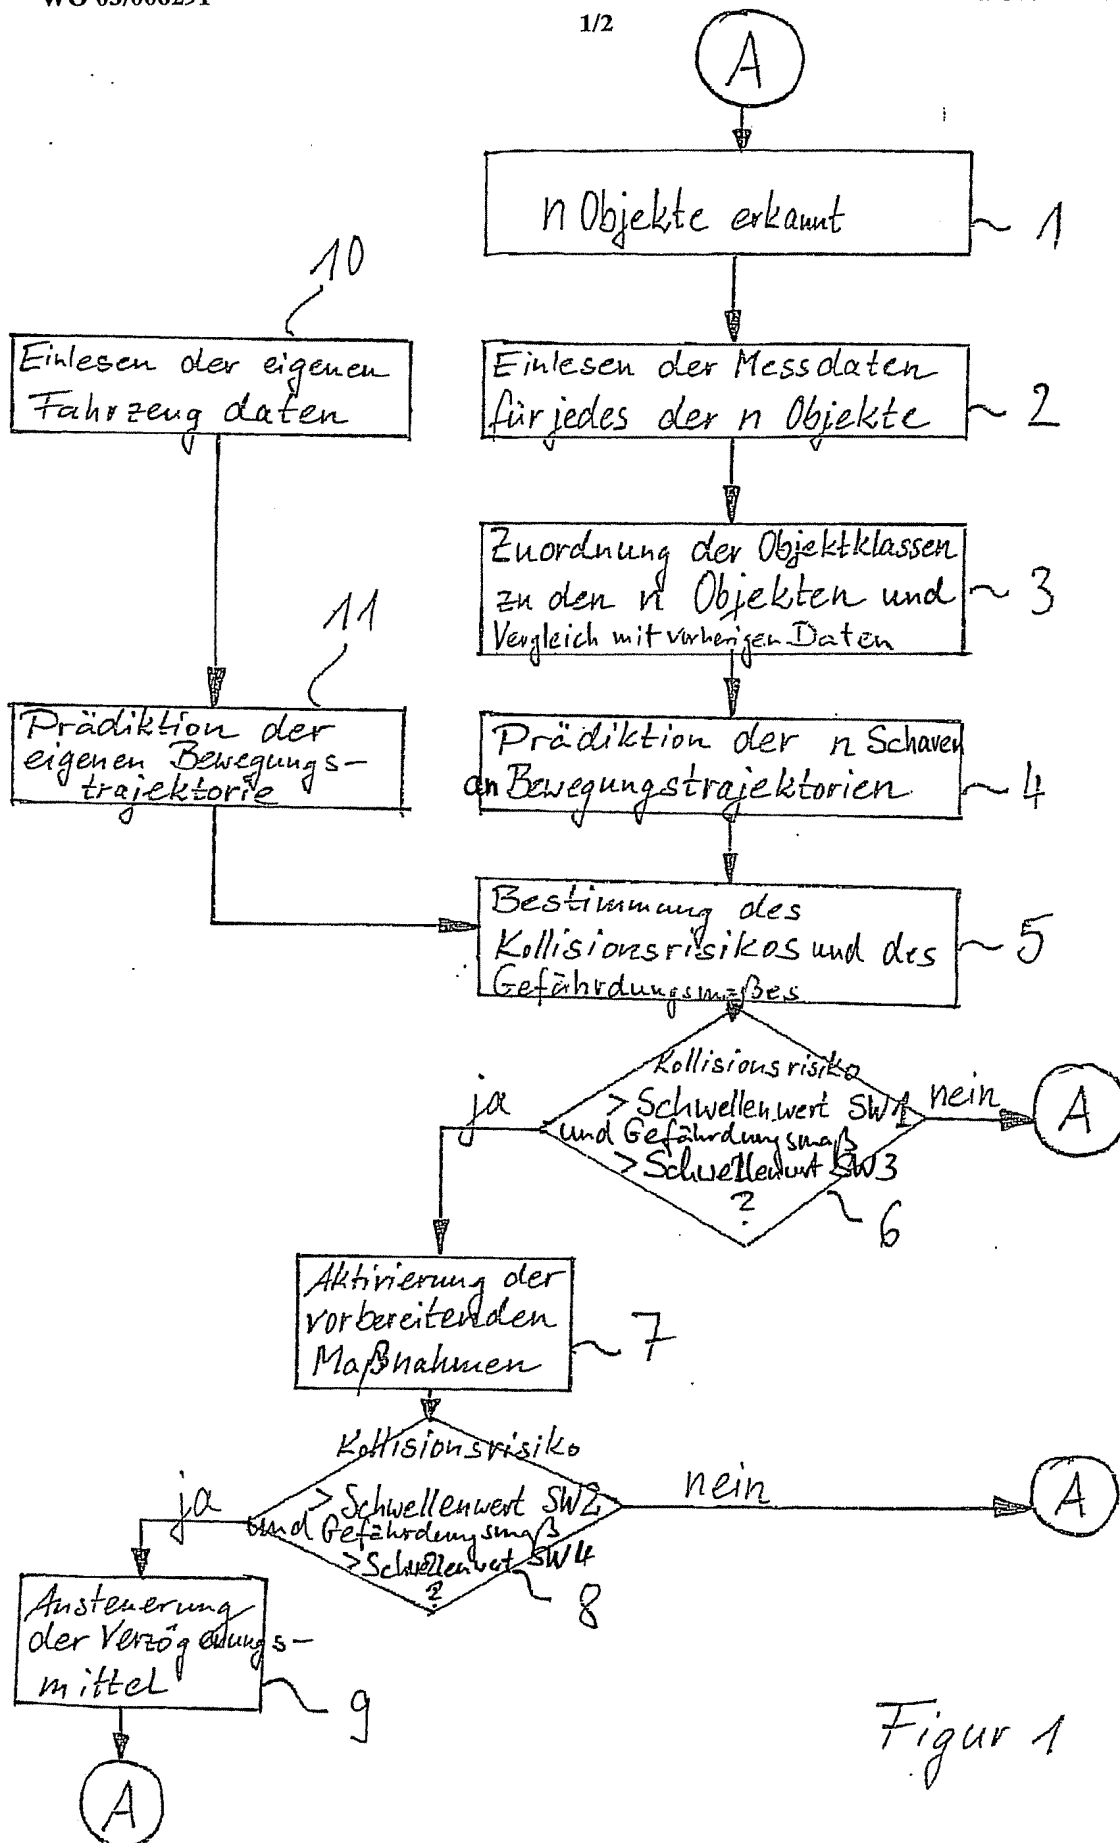 1/2
A
n Objekte erkannt
1
10
Einlesen der eigenen
Fahrzeugdaten
Einlesen der Messdaten
für jedes der n Objekte
2
Zuordnung der Objektklassen
zu den n Objekten und
Vergleich mit vorherigen Daten
3
11
Prädiktion der
eigenen Bewegungs-
trajektorie
Prädiktion der n Scharen
an Bewegungstrajektorien
4
Bestimmung des
Kollisionsrisikos und des
Gefährdungsmaßes
5
Kollisionsrisiko
> Schwellenwert SW1
und Gefährdungsmaß
> Schwellenwert SW3
?
6
ja
nein
A
Aktivierung der
vorbereitenden
Maßnahmen
7
Kollisionsrisiko
> Schwellenwert SW2
und Gefährdungsmaß
> Schwellenwert SW4
?
8
ja
nein
A
Ansteuerung
der Verzögerungs-
mittel
9
A
Figur 1